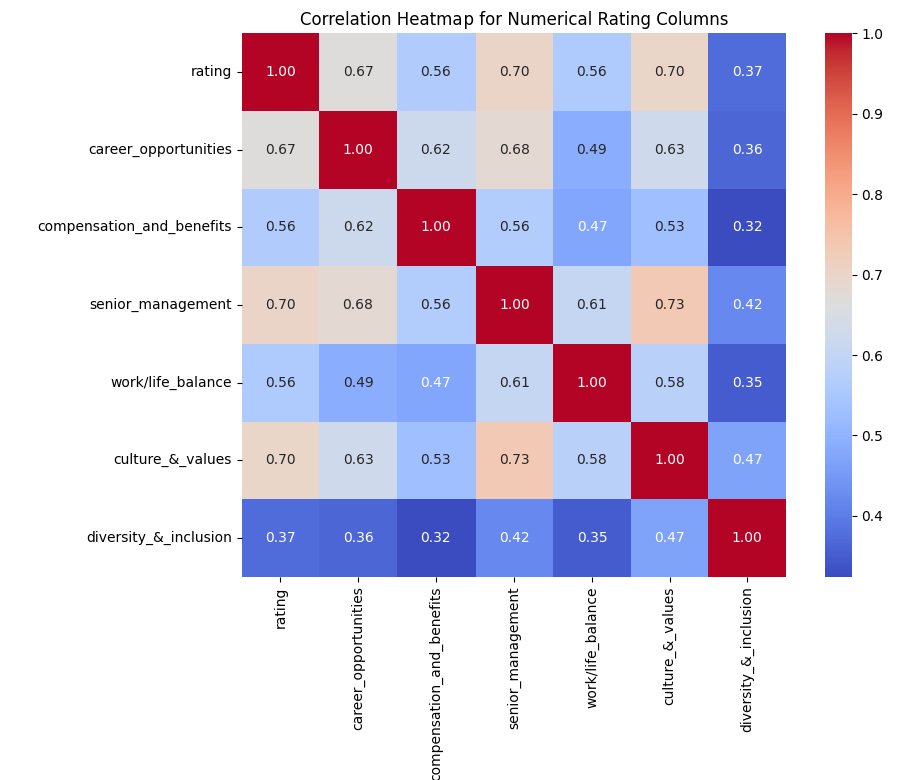 Correlation Heatmap for Numerical Rating Columns
rating 1.00 0.67 0.56 0.70 0.56 0.70 0.37
career_opportunities 0.67 1.00 0.62 0.68 0.49 0.63 0.36
compensation_and_benefits 0.56 0.62 1.00 0.56 0.47 0.53 0.32
senior_management 0.70 0.68 0.56 1.00 0.61 0.73 0.42
work/life_balance 0.56 0.49 0.47 0.61 1.00 0.58 0.35
culture_&_values 0.70 0.63 0.53 0.73 0.58 1.00 0.47
diversity_&_inclusion 0.37 0.36 0.32 0.42 0.35 0.47 1.00
rating
career_opportunities
compensation_and_benefits
senior_management
work/life_balance
culture_&_values
diversity_&_inclusion
1.0
0.9
0.8
0.7
0.6
0.5
0.4